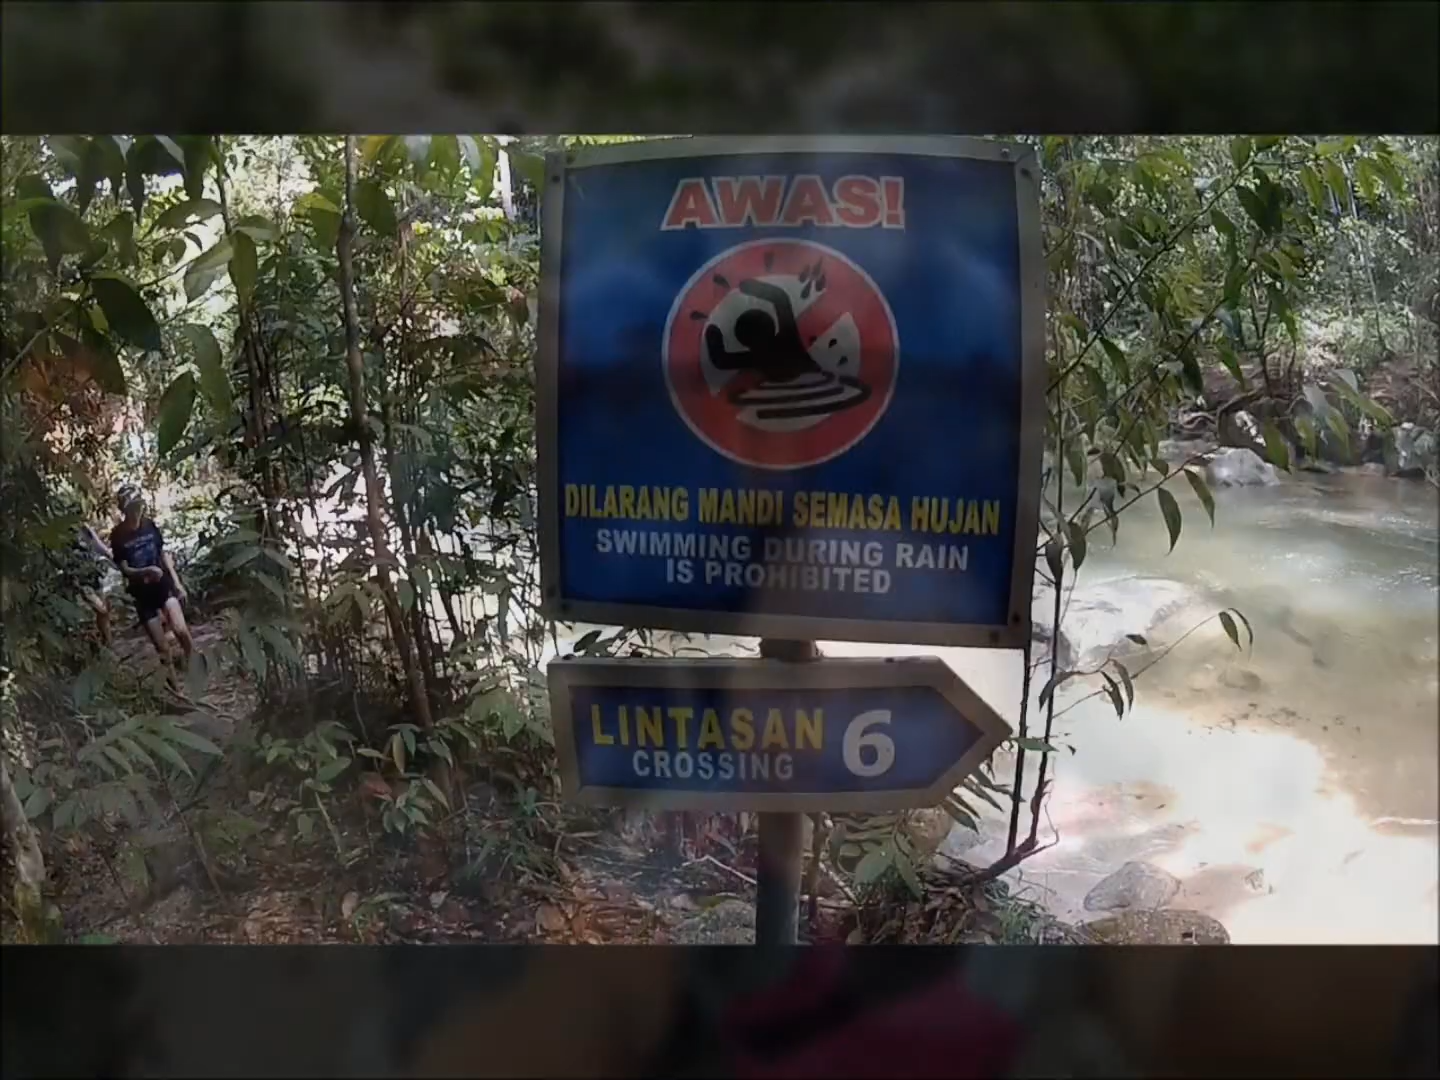 AWAS!
DILARANG MANDI SEMASA HUJAN
SWIMMING DURING RAIN
IS PROHIBITED
LINTASAN 6
CROSSING